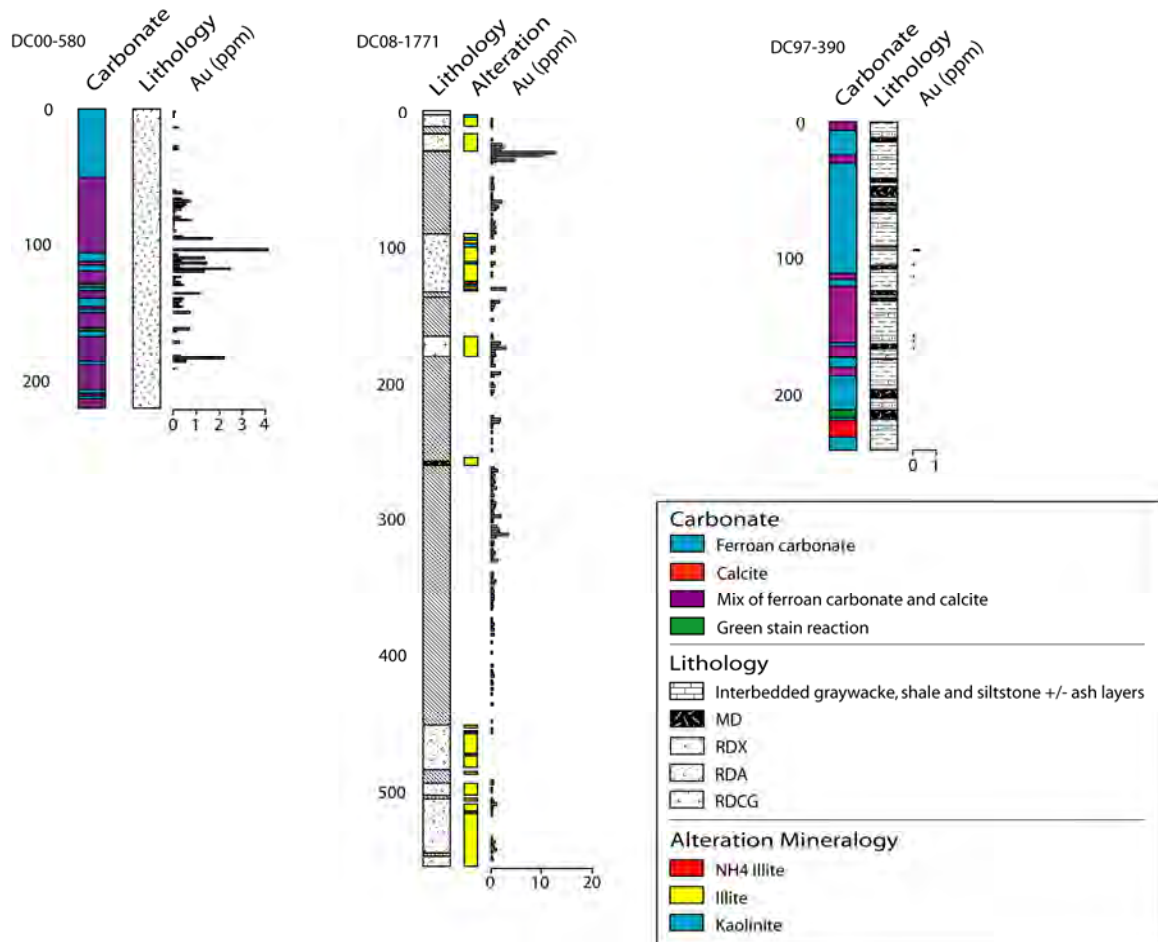 DC00-580
Carbonate
Lithology
Au (ppm)
0
100
200
0 1 2 3 4
DC08-1771
Lithology
Alteration
Au (ppm)
0
100
200
300
400
500
0 10 20
DC97-390
Carbonate
Lithology
Au (ppm)
0
100
200
0 1
Carbonate
Ferroan carbonate
Calcite
Mix of ferroan carbonate and calcite
Green stain reaction
Lithology
Interbedded graywacke, shale and siltstone +/- ash layers
MD
RDX
RDA
RDCG
Alteration Mineralogy
NH4 Illite
Illite
Kaolinite